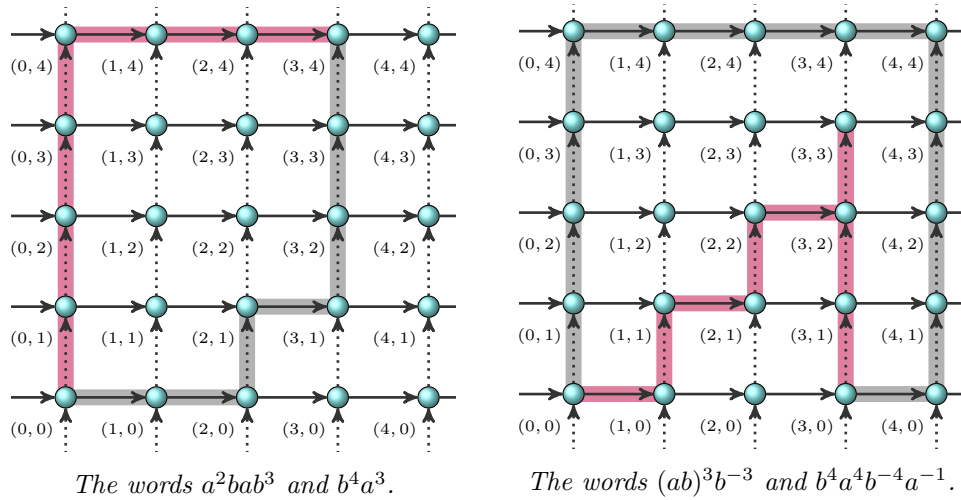 (0, 4) (1, 4) (2, 4) (3, 4) (4, 4)
(0, 3) (1, 3) (2, 3) (3, 3) (4, 3)
(0, 2) (1, 2) (2, 2) (3, 2) (4, 2)
(0, 1) (1, 1) (2, 1) (3, 1) (4, 1)
(0, 0) (1, 0) (2, 0) (3, 0) (4, 0)
The words a²bab³ and b⁴a³.
(0, 4) (1, 4) (2, 4) (3, 4) (4, 4)
(0, 3) (1, 3) (2, 3) (3, 3) (4, 3)
(0, 2) (1, 2) (2, 2) (3, 2) (4, 2)
(0, 1) (1, 1) (2, 1) (3, 1) (4, 1)
(0, 0) (1, 0) (2, 0) (3, 0) (4, 0)
The words (ab)³b⁻³ and b⁴a⁴b⁻⁴a⁻¹.